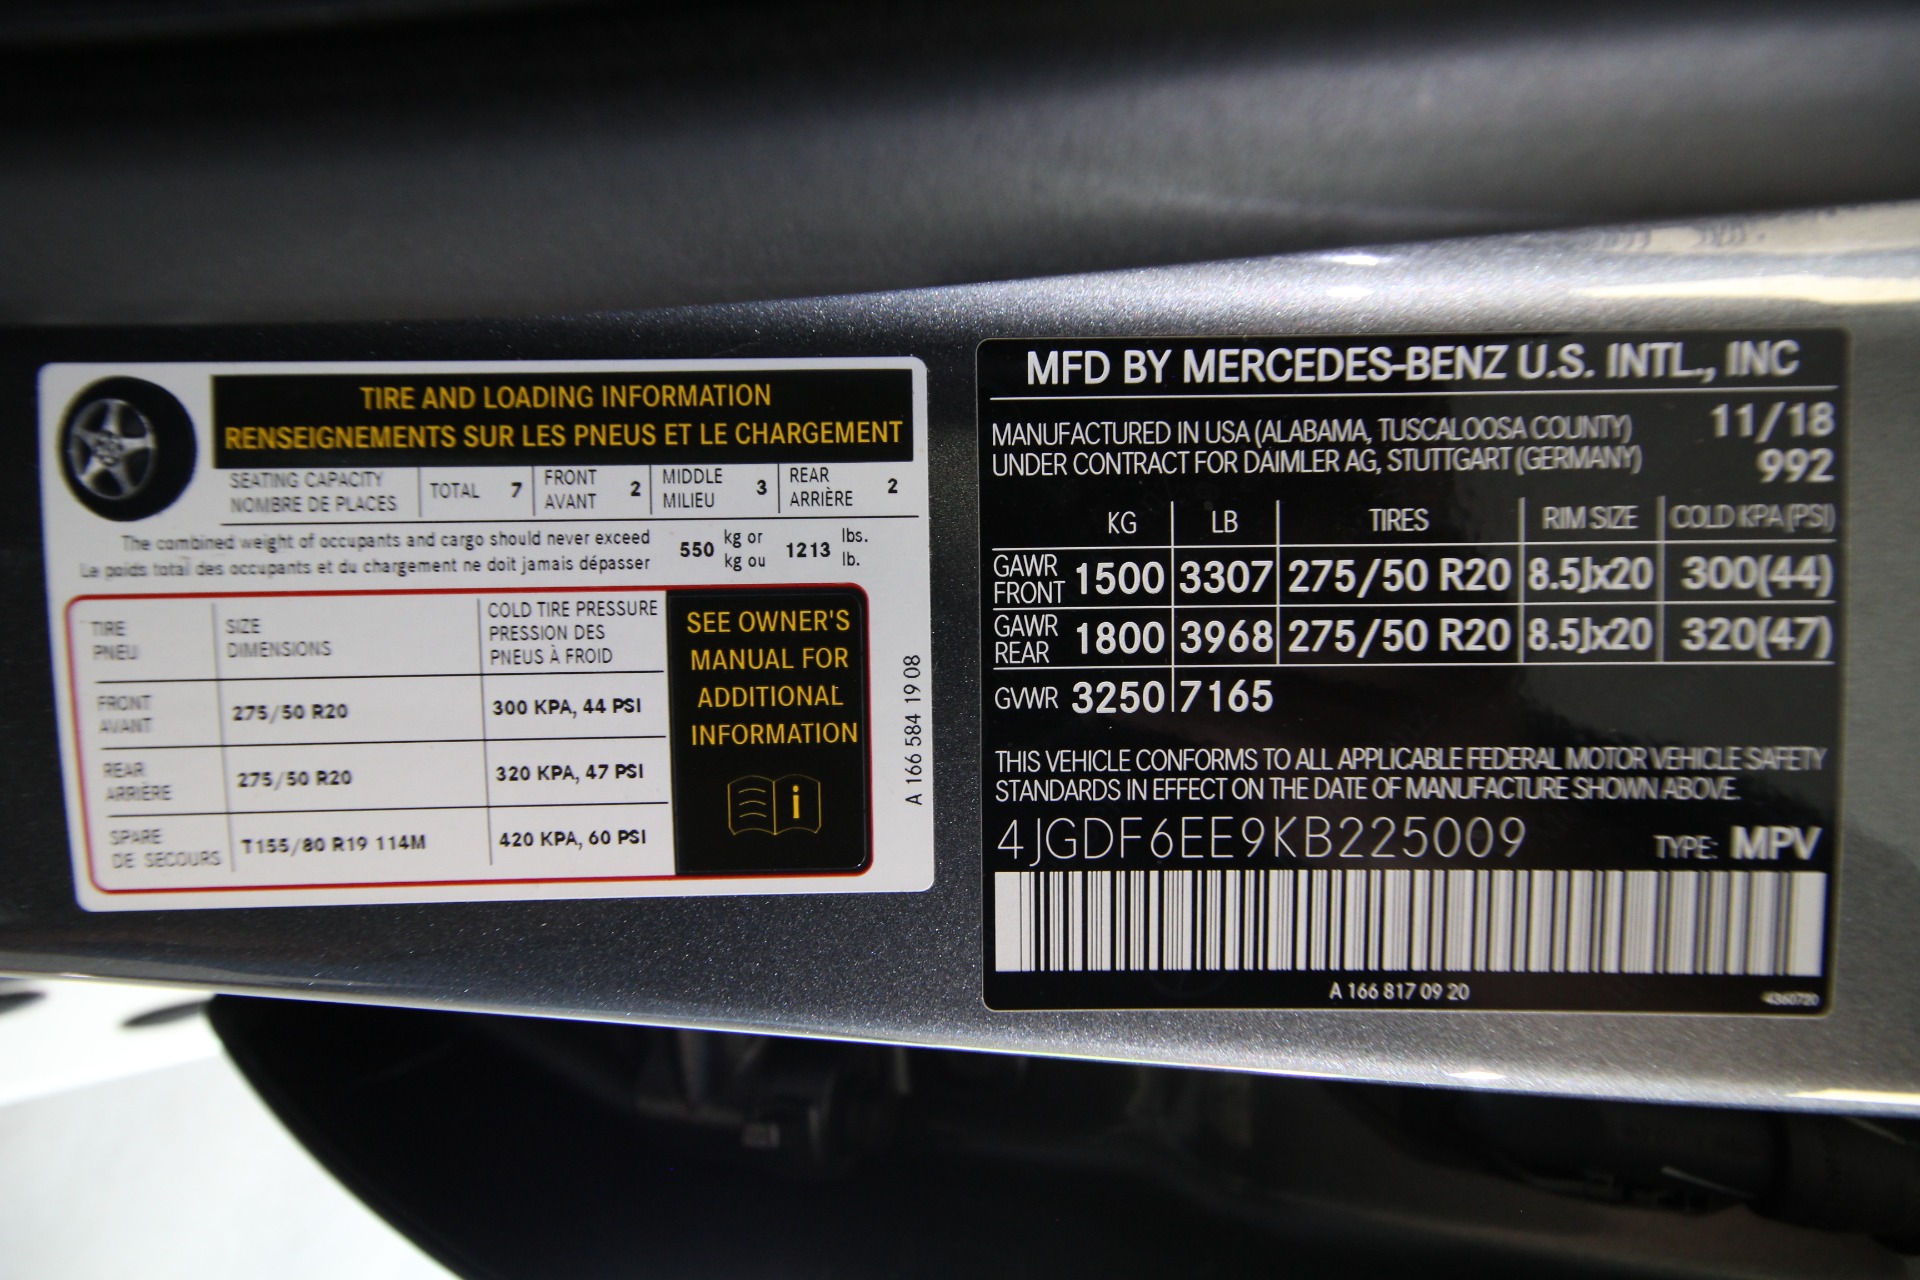 TIRE AND LOADING INFORMATION
RENSEIGNEMENTS SUR LES PNEUS ET LE CHARGEMENT
SEATING CAPACITY TOTAL 7 FRONT 2 MIDDLE 3 REAR 2
NOMBRE DE PLACES AVANT MILIEU ARRIÈRE
The combined weight of occupants and cargo should never exceed 550 kg or 1213 lbs.
Le poids total des occupants et du chargement ne doit jamais dépasser kg ou lb.
TIRE SIZE COLD TIRE PRESSURE
PNEU DIMENSIONS PRESSION DES
PNEUS À FROID
FRONT 275/50 R20 300 KPA, 44 PSI
AVANT
REAR 275/50 R20 320 KPA, 47 PSI
ARRIÈRE
SPARE T155/80 R19 114M 420 KPA, 60 PSI
DE SECOURS
SEE OWNER'S
MANUAL FOR
ADDITIONAL
INFORMATION
i
A 166 584 19 08
MFD BY MERCEDES-BENZ U.S. INTL., INC
MANUFACTURED IN USA (ALABAMA, TUSCALOOSA COUNTY) 11/18
UNDER CONTRACT FOR DAIMLER AG, STUTTGART (GERMANY) 992
KG LB TIRES RIM SIZE COLD KPA(PSI)
GAWR FRONT 1500 3307 275/50 R20 8.5Jx20 300(44)
GAWR REAR 1800 3968 275/50 R20 8.5Jx20 320(47)
GVWR 3250 7165
THIS VEHICLE CONFORMS TO ALL APPLICABLE FEDERAL MOTOR VEHICLE SAFETY
STANDARDS IN EFFECT ON THE DATE OF MANUFACTURE SHOWN ABOVE.
4JGDF6EE9KB225009 TYPE: MPV
A 166 817 09 20 4360720